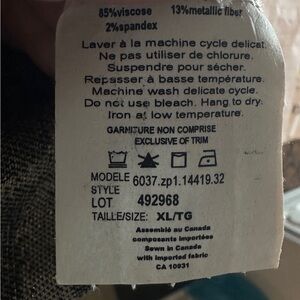 85%viscose 13%metallic fiber
2%spandex
Laver à la machine cycle delicat.
Ne pas utiliser de chlorure.
Suspendre pour sécher.
Repasser à basse température.
Machine wash delicate cycle.
Do not use bleach. Hang to dry.
Iron at low temperature.
GARNITURE NON COMPRISE
EXCLUSIVE OF TRIM
MODELE 6037.zp1.14419.32
STYLE
LOT 492968
TAILLE/SIZE: XL/TG
Assemblé au Canada
composante importées
Sewn in Canada
with imported fabric
CA 10931